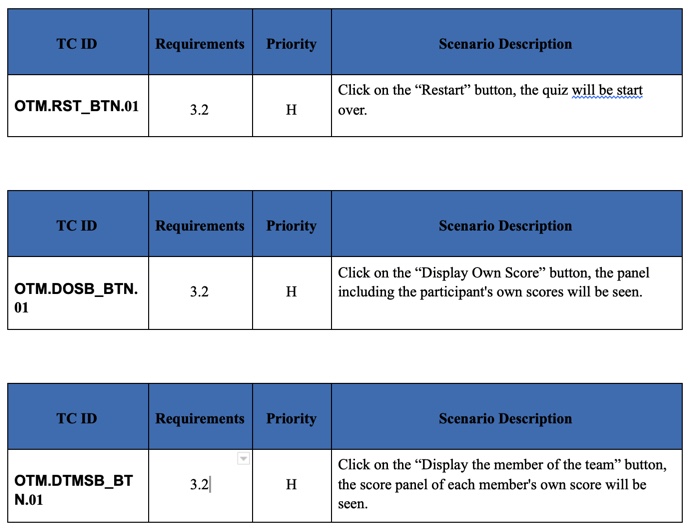 TC ID Requirements Priority Scenario Description
OTM.RST_BTN.01 3.2 H Click on the “Restart” button, the quiz will be start
over.
TC ID Requirements Priority Scenario Description
OTM.DOSB_BTN.
01 3.2 H Click on the “Display Own Score” button, the panel
including the participant's own scores will be seen.
TC ID Requirements Priority Scenario Description
OTM.DTMSB_BT
N.01 3.2 H Click on the “Display the member of the team” button,
the score panel of each member's own score will be
seen.